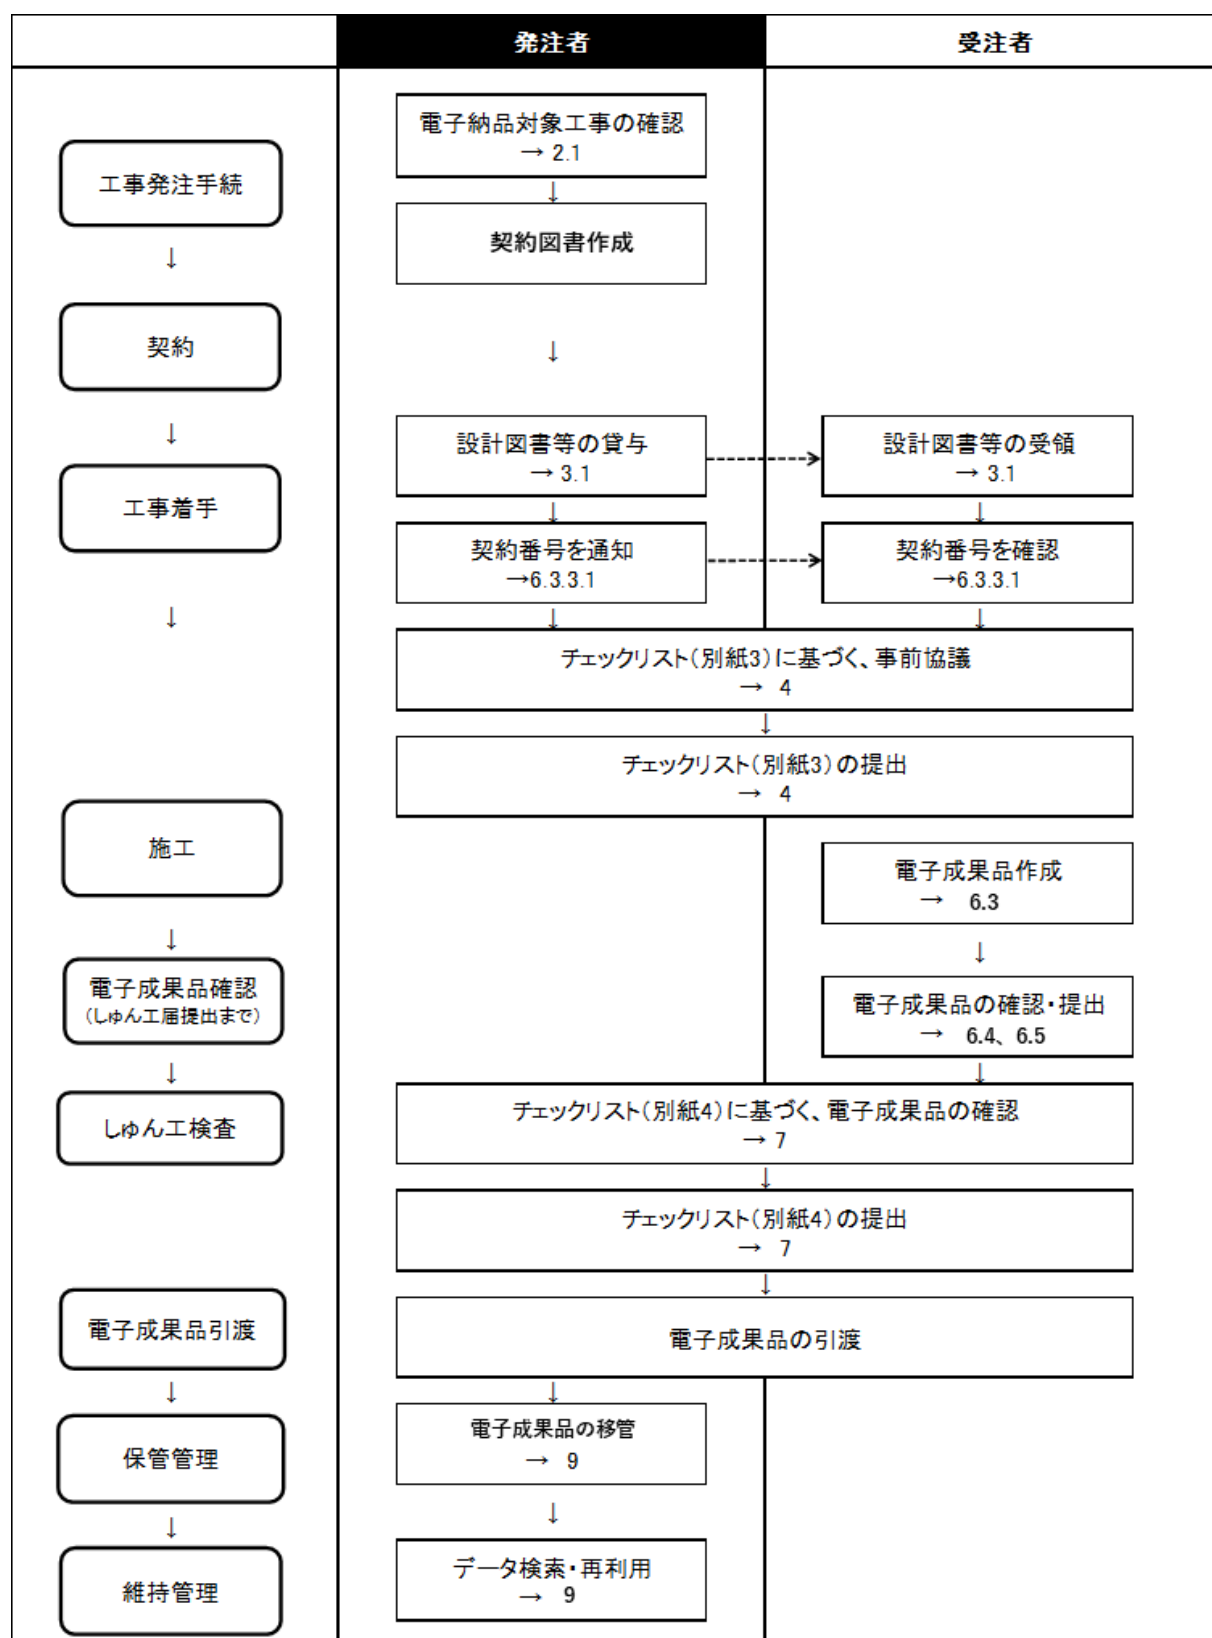 発注者
受注者
工事発注手続
↓
契約
↓
工事着手
↓
施工
↓
電子成果品確認
(しゅん工届提出まで)
↓
しゅん工検査
電子成果品引渡
↓
保管管理
↓
維持管理
電子納品対象工事の確認
→ 2.1
↓
契約図書作成
↓
設計図書等の貸与
→ 3.1
↓
契約番号を通知
→6.3.3.1
↓
設計図書等の受領
→ 3.1
↓
契約番号を確認
→6.3.3.1
↓
チェックリスト(別紙3)に基づく、事前協議
→ 4
↓
チェックリスト(別紙3)の提出
→ 4
電子成果品作成
→ 6.3
↓
電子成果品の確認・提出
→ 6.4、6.5
↓
チェックリスト(別紙4)に基づく、電子成果品の確認
→ 7
↓
チェックリスト(別紙4)の提出
→ 7
↓
電子成果品の引渡
↓
電子成果品の移管
→ 9
↓
データ検索・再利用
→ 9